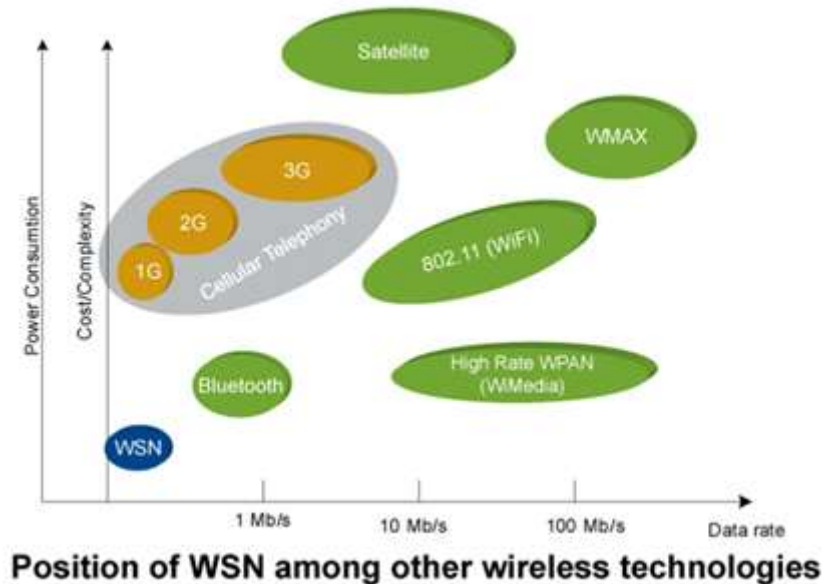 Satellite
WMAX
3G
2G
1G
Cellular Telephony
802.11 (WiFi)
Power Consumtion
Cost/Complexity
Bluetooth
High Rate WPAN
(WiMedia)
WSN
1 Mb/s
10 Mb/s
100 Mb/s
Data rate
Position of WSN among other wireless technologies